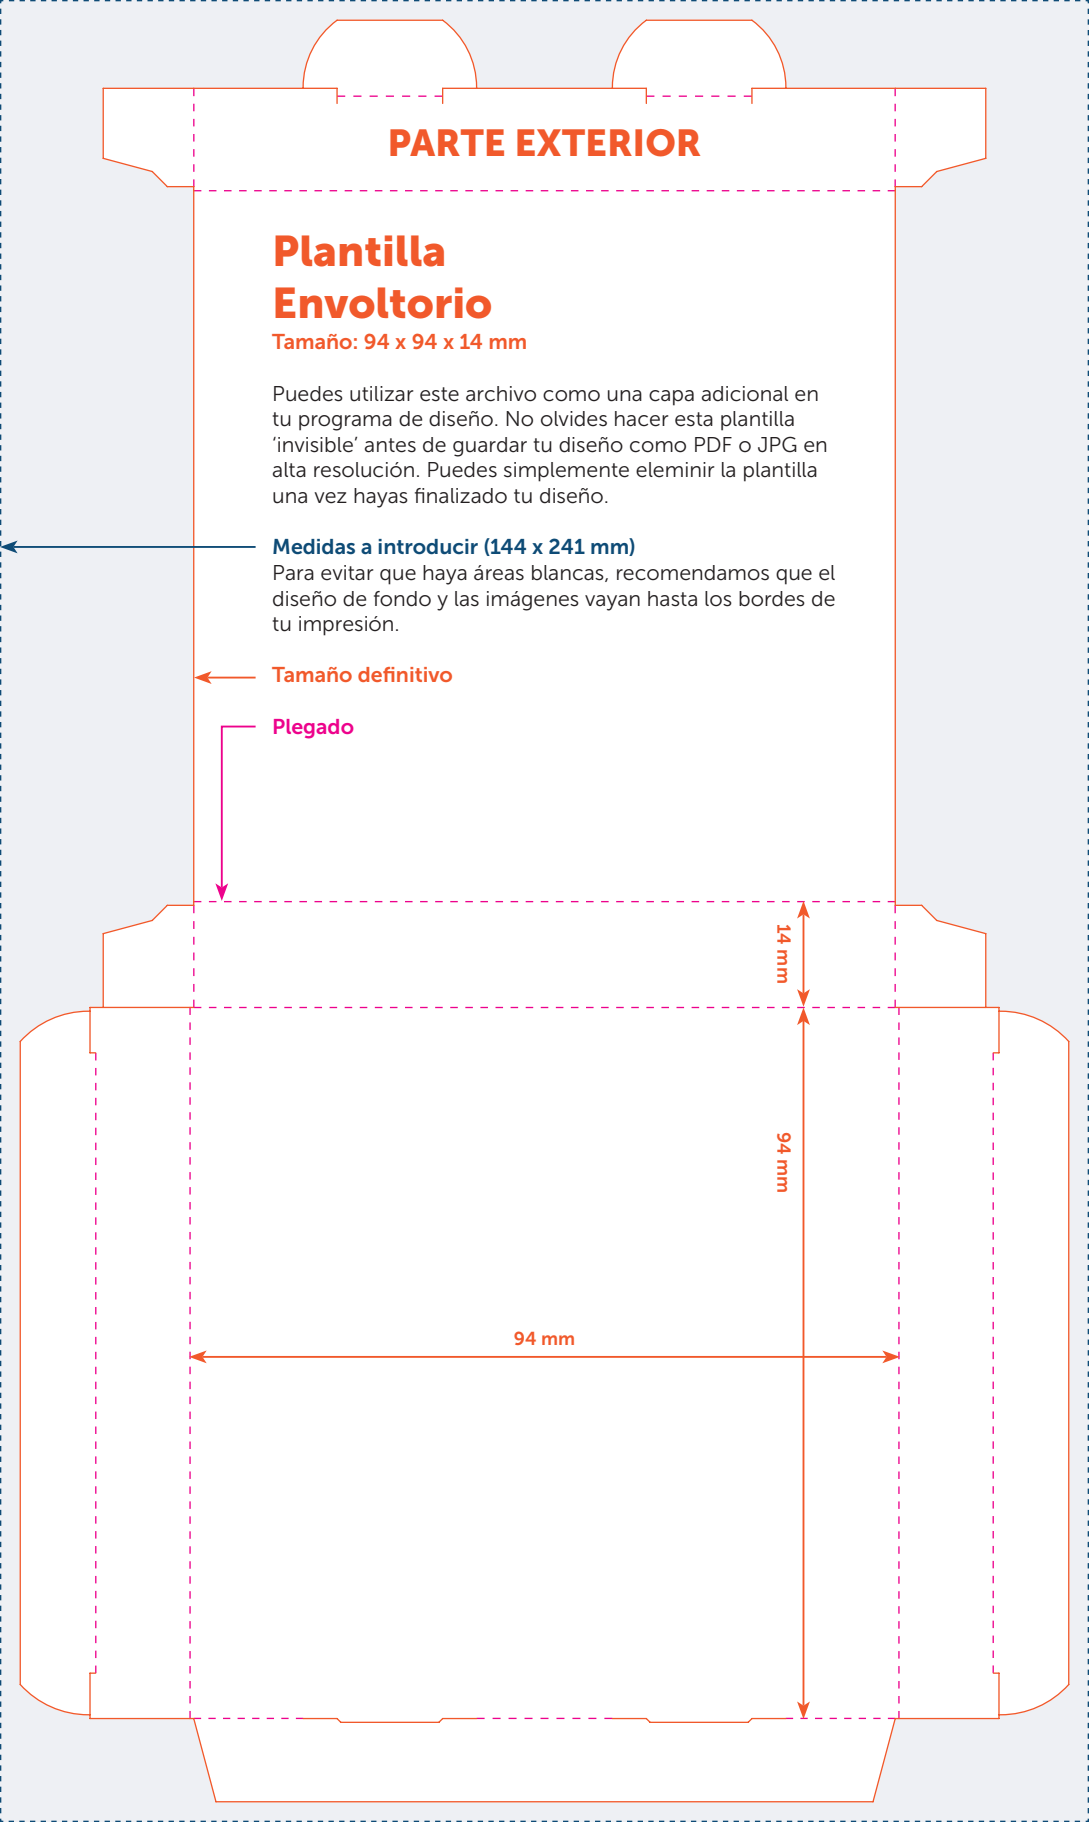 PARTE EXTERIOR
Plantilla
Envoltorio
Tamaño: 94 x 94 x 14 mm
Puedes utilizar este archivo como una capa adicional en
tu programa de diseño. No olvides hacer esta plantilla
‘invisible’ antes de guardar tu diseño como PDF o JPG en
alta resolución. Puedes simplemente eleminir la plantilla
una vez hayas finalizado tu diseño.
Medidas a introducir (144 x 241 mm)
Para evitar que haya áreas blancas, recomendamos que el
diseño de fondo y las imágenes vayan hasta los bordes de
tu impresión.
Tamaño definitivo
Plegado
14 mm
94 mm
94 mm